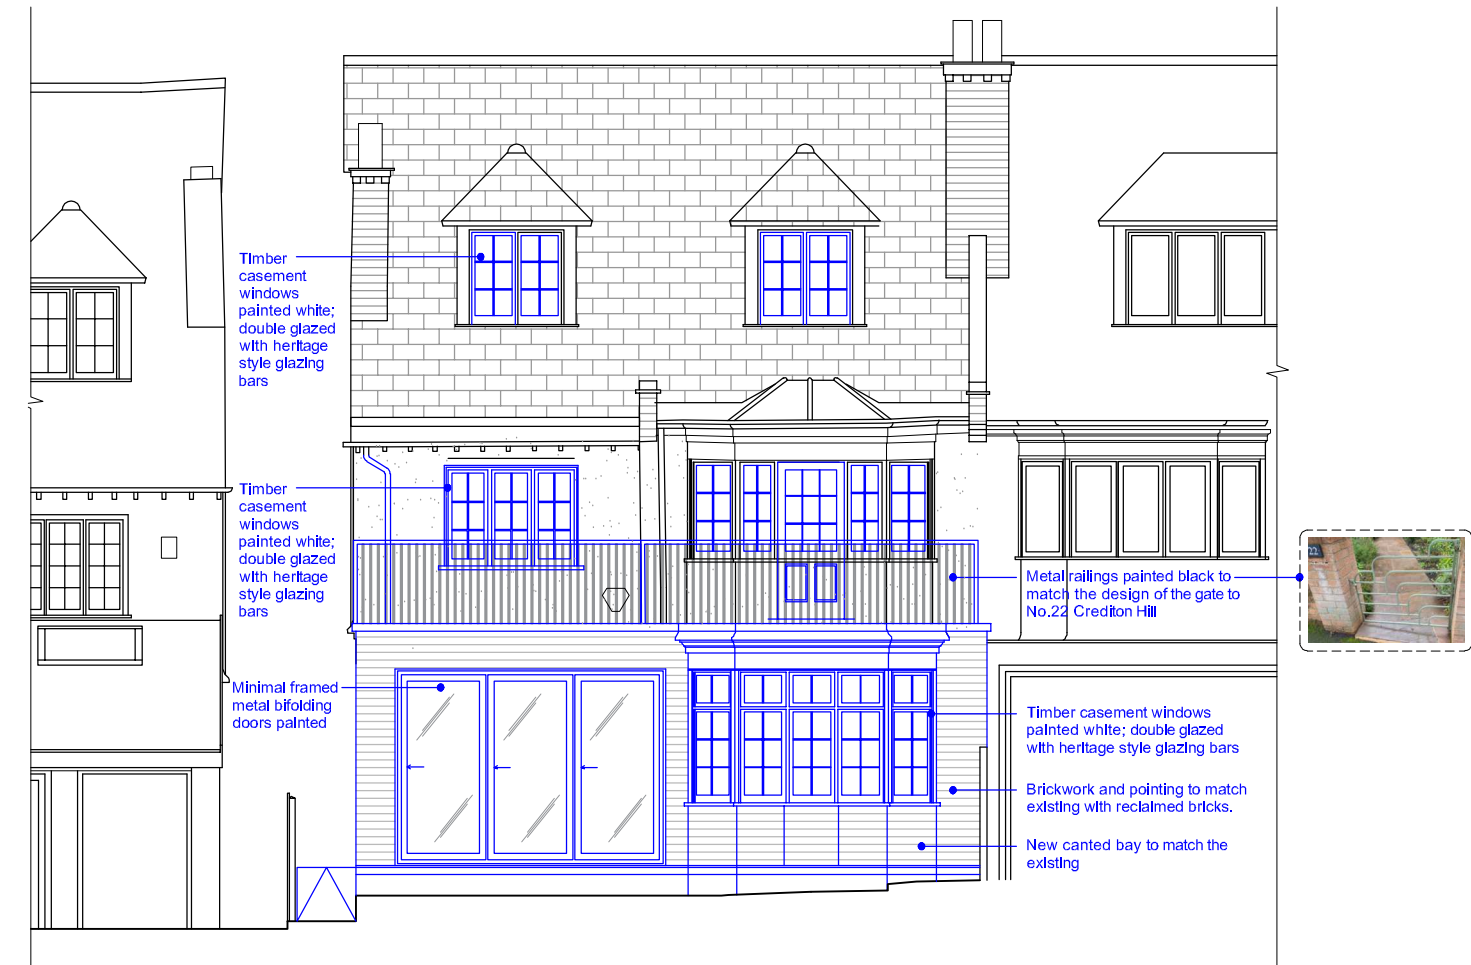 Timber
casement
windows
painted white;
double glazed
with heritage
style glazing
bars
Timber
casement
windows
painted white;
double glazed
with heritage
style glazing
bars
Minimal framed
metal bifolding
doors painted
Metal railings painted black to
match the design of the gate to
No.22 Crediton Hill
22
Timber casement windows
painted white; double glazed
with heritage style glazing bars
Brickwork and pointing to match
existing with reclaimed bricks.
New canted bay to match the
existing